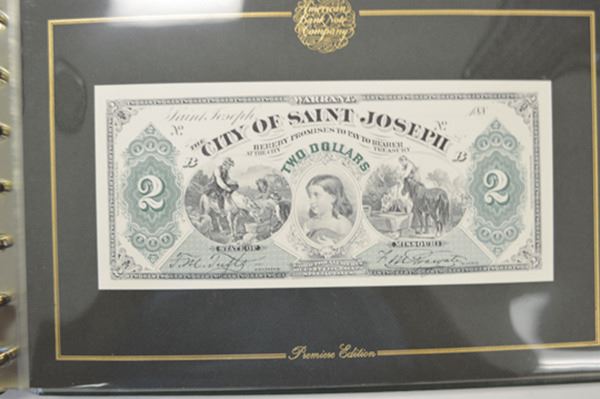 American
Bank Note
Company
WARRANT.
Saint Joseph 188
No No
THE CITY OF SAINT JOSEPH
HEREBY PROMISES TO PAY TO BEARER
AT THE CITY TREASURY
B B
TWO DOLLARS
2 2
STATE OF MISSOURI
Premiere Edition